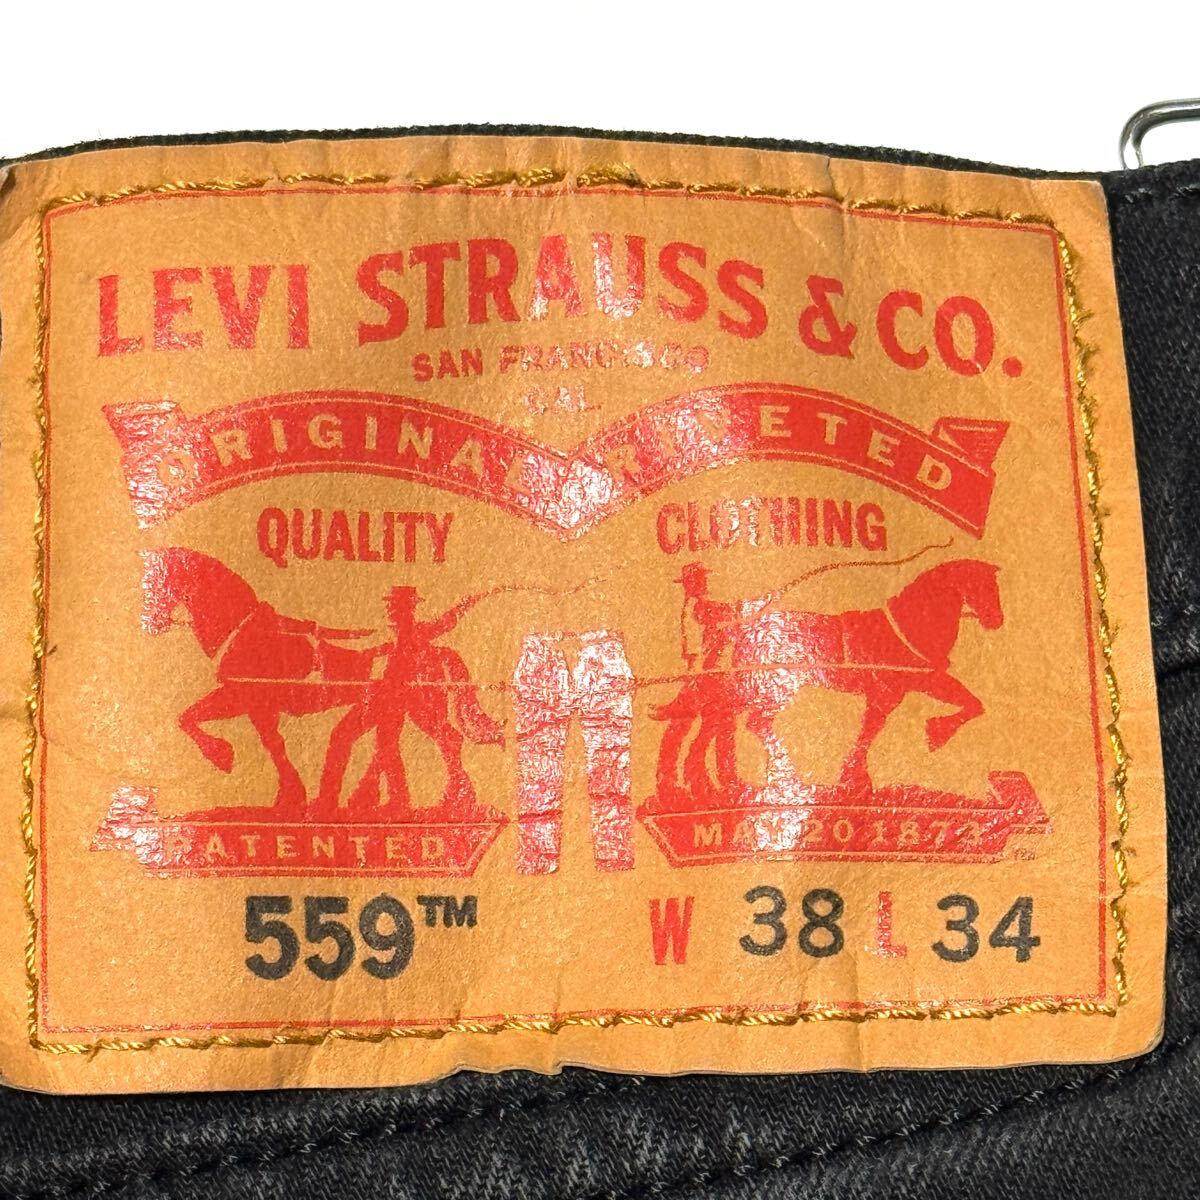 LEVI STRAUSS & CO.
SAN FRANCISCO
CAL.
ORIGINAL RIVETED
QUALITY CLOTHING
PATENTED MAY 20 1873
559™ W 38 L 34